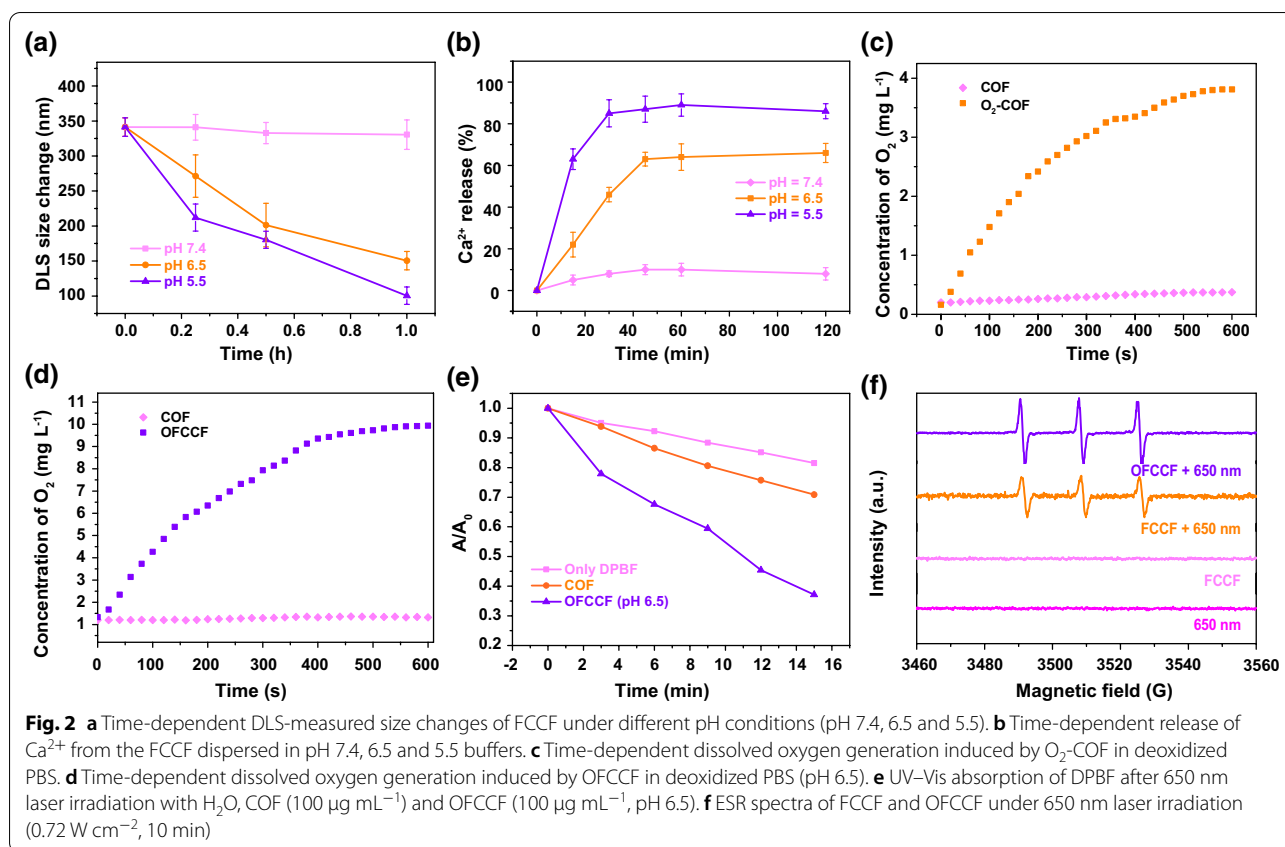 (a)
DLS size change (nm)
400
350
300
250
200
150
100
pH 7.4
pH 6.5
pH 5.5
0.0 0.2 0.4 0.6 0.8 1.0
Time (h)
(b)
Ca²⁺ release (%)
100
80
60
40
20
0
pH = 7.4
pH = 6.5
pH = 5.5
0 20 40 60 80 100 120
Time (min)
(c)
Concentration of O₂ (mg L⁻¹)
4
3
2
1
0
COF
O₂-COF
0 100 200 300 400 500 600
Time (s)
(d)
Concentration of O₂ (mg L⁻¹)
11
10
9
8
7
6
5
4
3
2
1
COF
OFCCF
0 100 200 300 400 500 600
Time (s)
(e)
A/A₀
1.0
0.9
0.8
0.7
0.6
0.5
0.4
0.3
0.2
Only DPBF
COF
OFCCF (pH 6.5)
-2 0 2 4 6 8 10 12 14 16
Time (min)
(f)
Intensity (a.u.)
OFCCF + 650 nm
FCCF + 650 nm
FCCF
650 nm
3460 3480 3500 3520 3540 3560
Magnetic field (G)
Fig. 2 a Time-dependent DLS-measured size changes of FCCF under different pH conditions (pH 7.4, 6.5 and 5.5). b Time-dependent release of
Ca²⁺ from the FCCF dispersed in pH 7.4, 6.5 and 5.5 buffers. c Time-dependent dissolved oxygen generation induced by O₂-COF in deoxidized
PBS. d Time-dependent dissolved oxygen generation induced by OFCCF in deoxidized PBS (pH 6.5). e UV–Vis absorption of DPBF after 650 nm
laser irradiation with H₂O, COF (100 μg mL⁻¹) and OFCCF (100 μg mL⁻¹, pH 6.5). f ESR spectra of FCCF and OFCCF under 650 nm laser irradiation
(0.72 W cm⁻², 10 min)